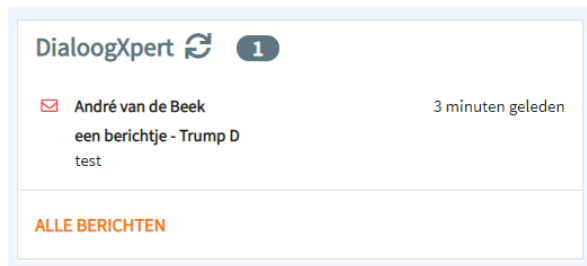 DialoogXpert 1
André van de Beek 3 minuten geleden
een berichtje - Trump D
test
ALLE BERICHTEN